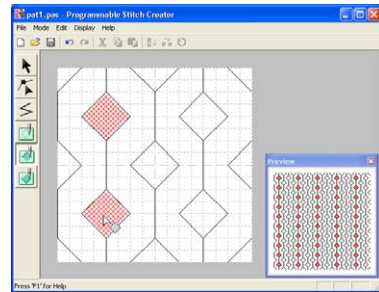 pat1.pas - Programmable Stitch Creator
File Mode Edit Display Help
Preview
Press 'F1' for Help